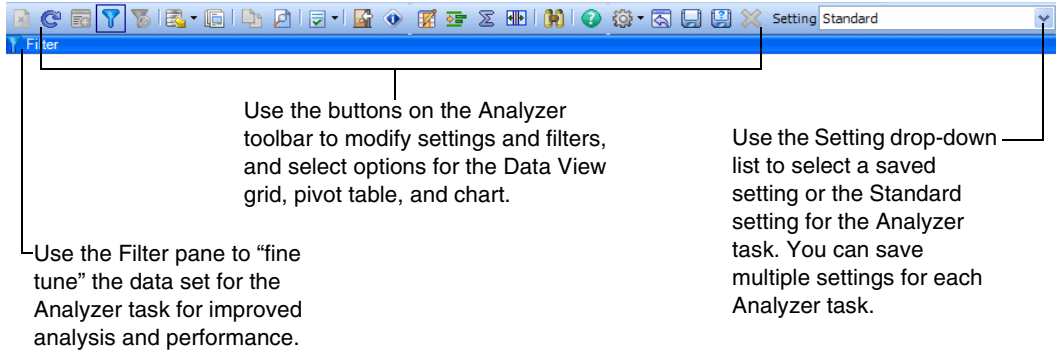 Setting Standard
Filter
Use the buttons on the Analyzer
toolbar to modify settings and filters,
and select options for the Data View
grid, pivot table, and chart.
Use the Setting drop-down
list to select a saved
setting or the Standard
setting for the Analyzer
task. You can save
multiple settings for each
Analyzer task.
Use the Filter pane to “fine
tune” the data set for the
Analyzer task for improved
analysis and performance.